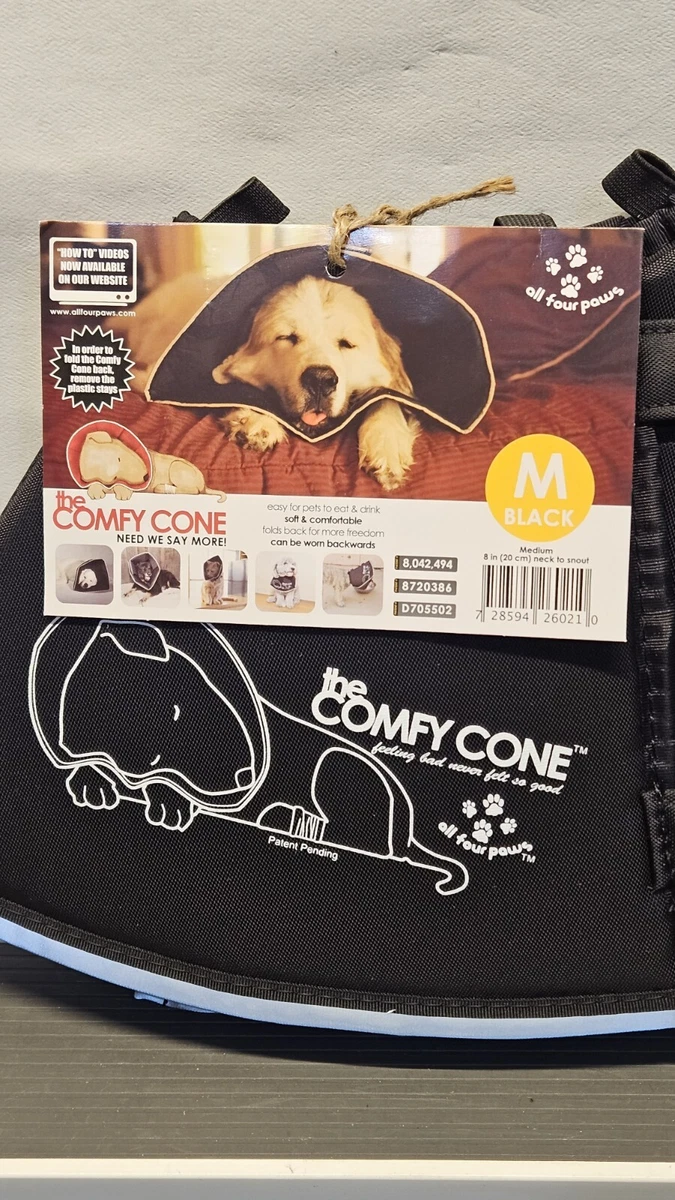 "HOW TO" VIDEOS
NOW AVAILABLE
ON OUR WEBSITE
www.allfourpaws.com
In order to
fold the Comfy
Cone back,
remove the
plastic stays
all four paws
M
BLACK
the
COMFY CONE
NEED WE SAY MORE!
easy for pets to eat & drink
soft & comfortable
folds back for more freedom
can be worn backwards
8,042,494
8720386
D705502
Medium
8 in (20 cm) neck to snout
7 28594 26021 0
the
COMFY CONE™
feeling bad never felt so good
all four paws™
Patent Pending